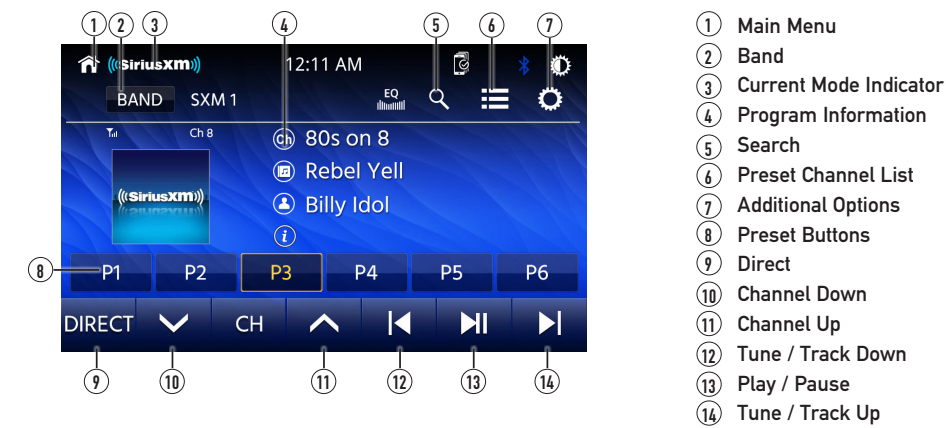 1 2 3 4 5 6 7
((SiriusXM)) 12:11 AM
BAND SXM 1 EQ
Ch 8
Ch 80s on 8
Rebel Yell
((SiriusXM))
Billy Idol
i
8 P1 P2 P3 P4 P5 P6
DIRECT CH
9 10 11 12 13 14
1 Main Menu
2 Band
3 Current Mode Indicator
4 Program Information
5 Search
6 Preset Channel List
7 Additional Options
8 Preset Buttons
9 Direct
10 Channel Down
11 Channel Up
12 Tune / Track Down
13 Play / Pause
14 Tune / Track Up